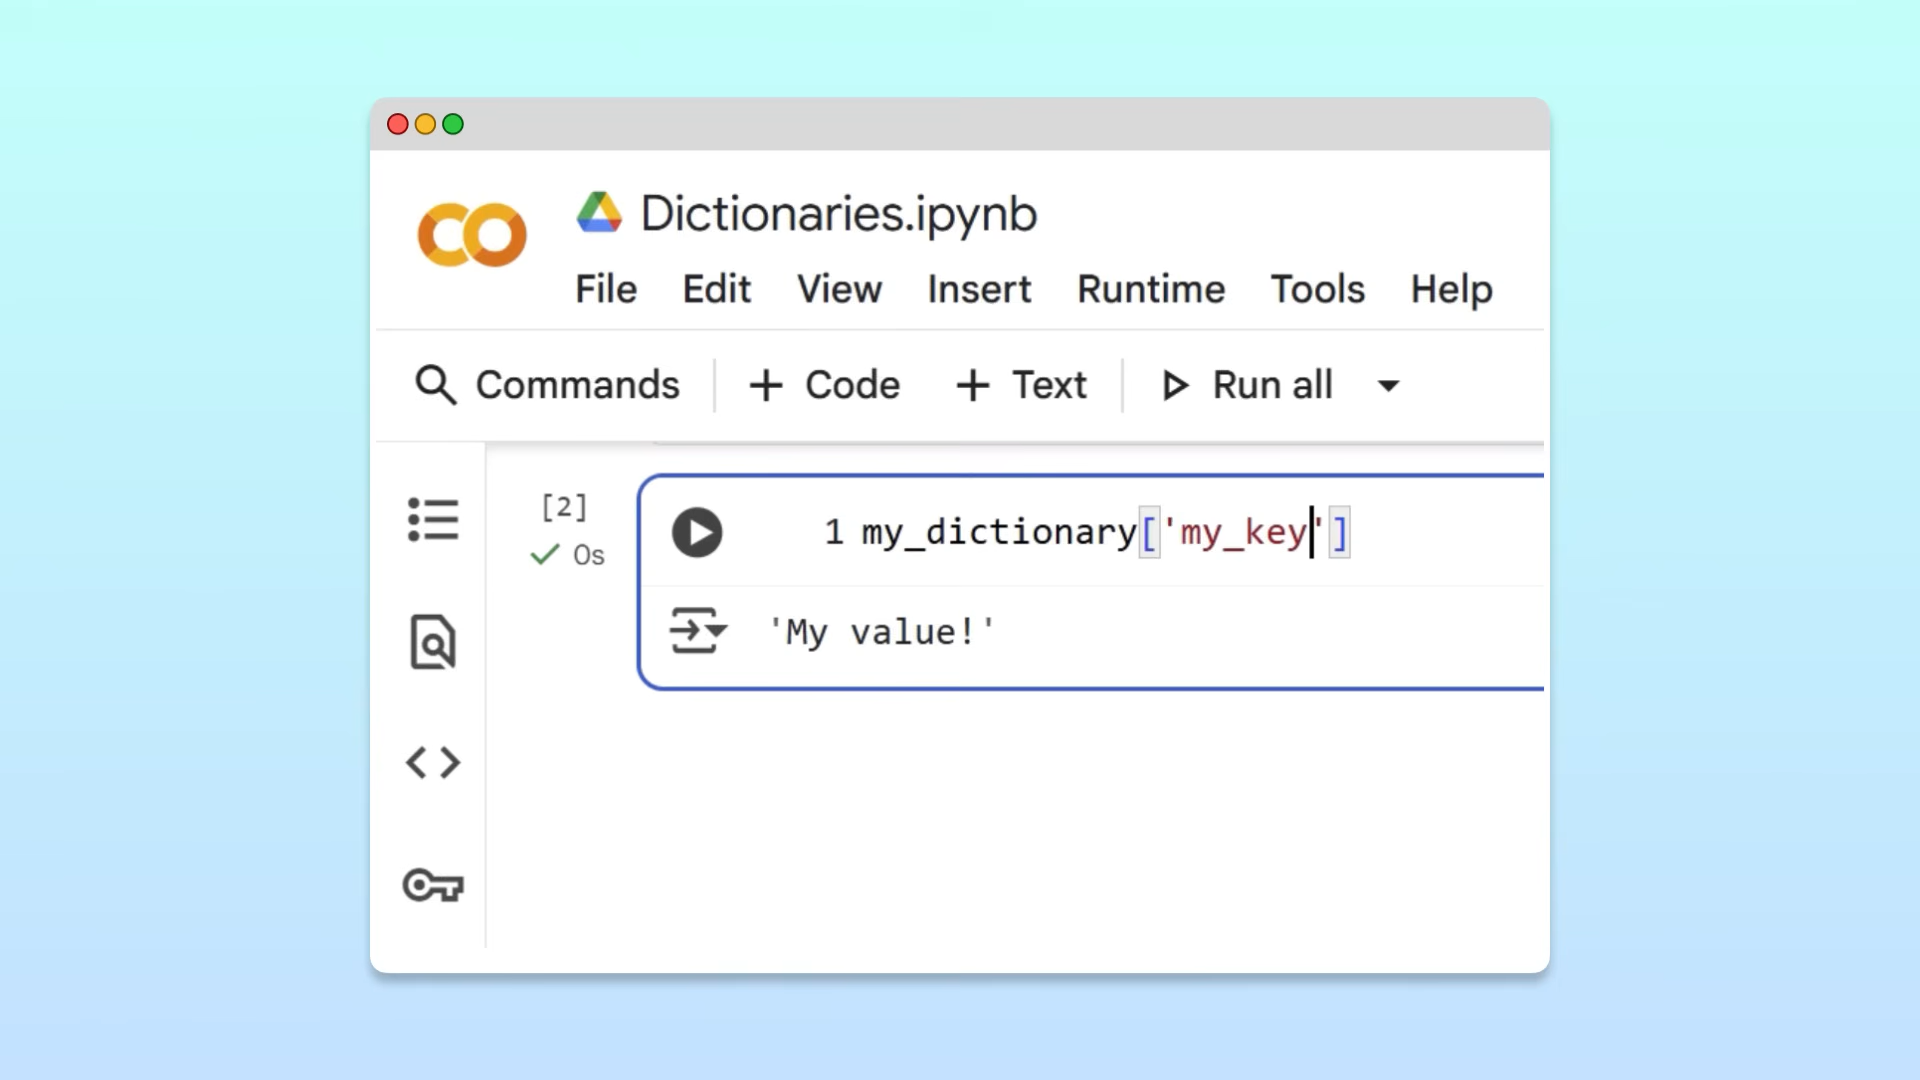 Dictionaries.ipynb
File Edit View Insert Runtime Tools Help
Commands + Code + Text Run all
[2] 1 my_dictionary['my_key']
0s
'My value!'